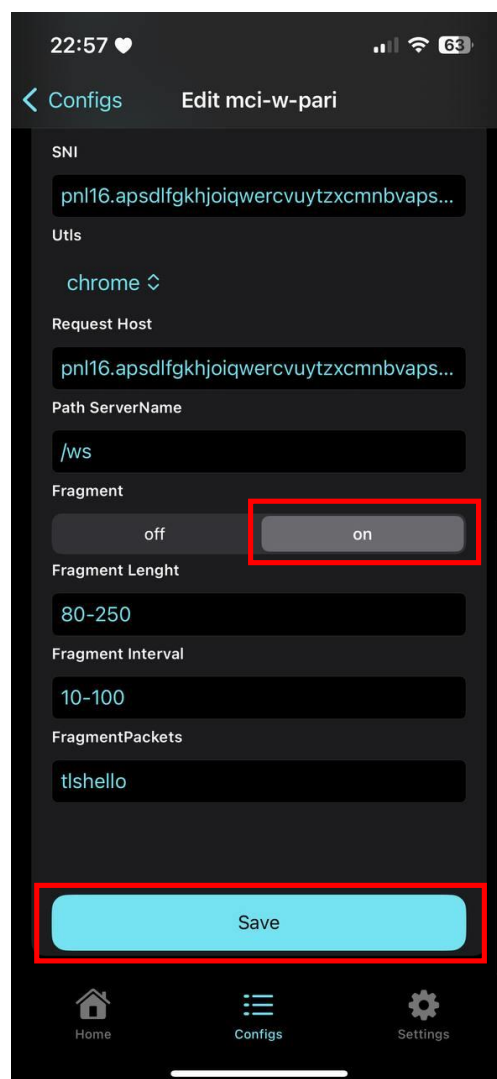 22:57
63
Configs
Edit mci-w-pari
SNI
pnl16.apsdlfgkhjoiqwercvuytzxcmnbvaps...
Utls
chrome
Request Host
pnl16.apsdlfgkhjoiqwercvuytzxcmnbvaps...
Path ServerName
/ws
Fragment
off on
Fragment Lenght
80-250
Fragment Interval
10-100
FragmentPackets
tlshello
Save
Home Configs Settings